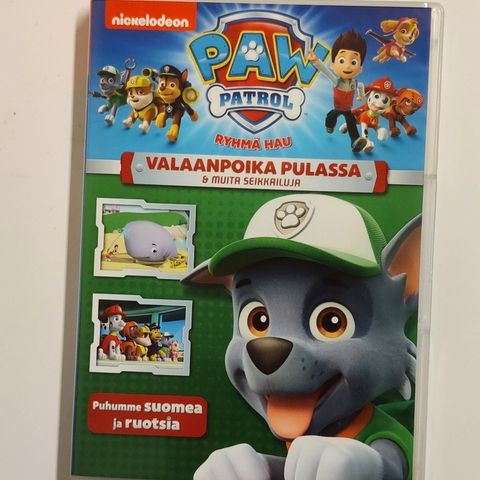 nickelodeon
PAW
PATROL
RYHMÄ HAU
VALAANPOIKA PULASSA
& MUITA SEIKKAILUJA
Puhumme suomea
ja ruotsia